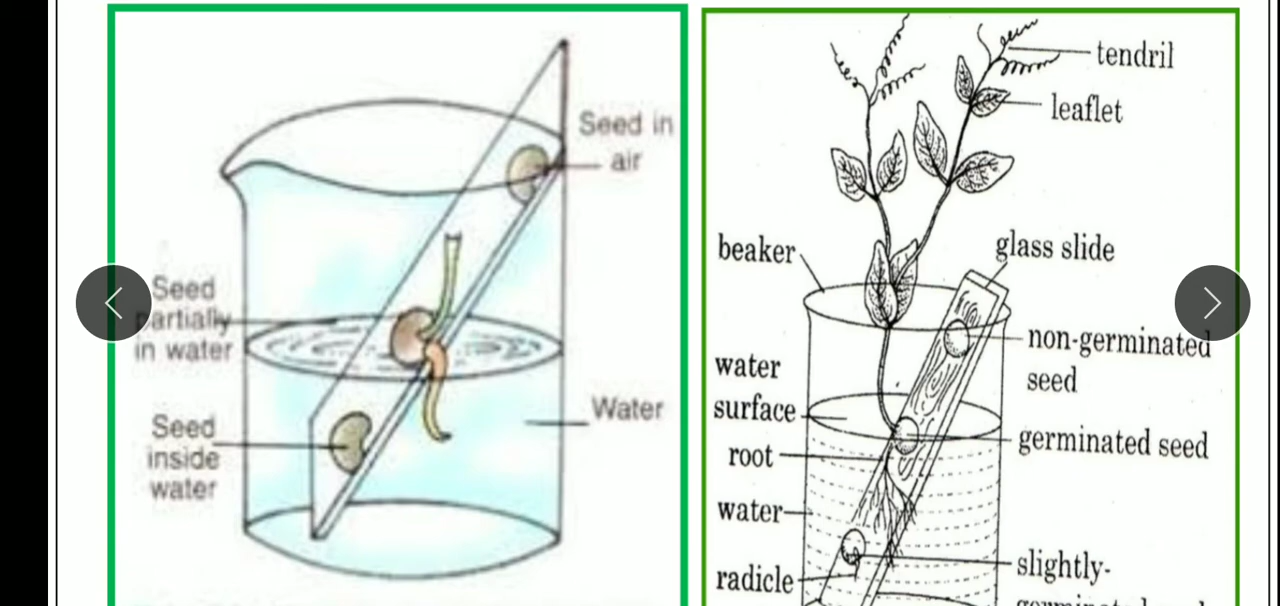 Seed in
air
Seed
partially
in water
Seed
inside
water
Water
tendril
leaflet
beaker
glass slide
non-germinated
seed
water
surface
germinated seed
root
water
radicle
slightly-